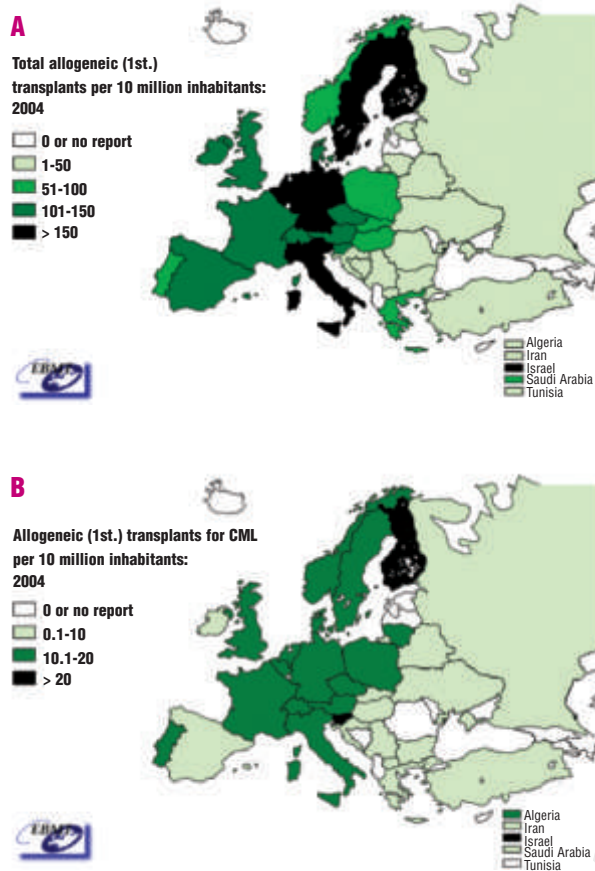 A
Total allogeneic (1st.)
transplants per 10 million inhabitants:
2004
0 or no report
1-50
51-100
101-150
> 150
Algeria
Iran
Israel
Saudi Arabia
Tunisia
EBMT
B
Allogeneic (1st.) transplants for CML
per 10 million inhabitants:
2004
0 or no report
0.1-10
10.1-20
> 20
Algeria
Iran
Israel
Saudi Arabia
Tunisia
EBMT